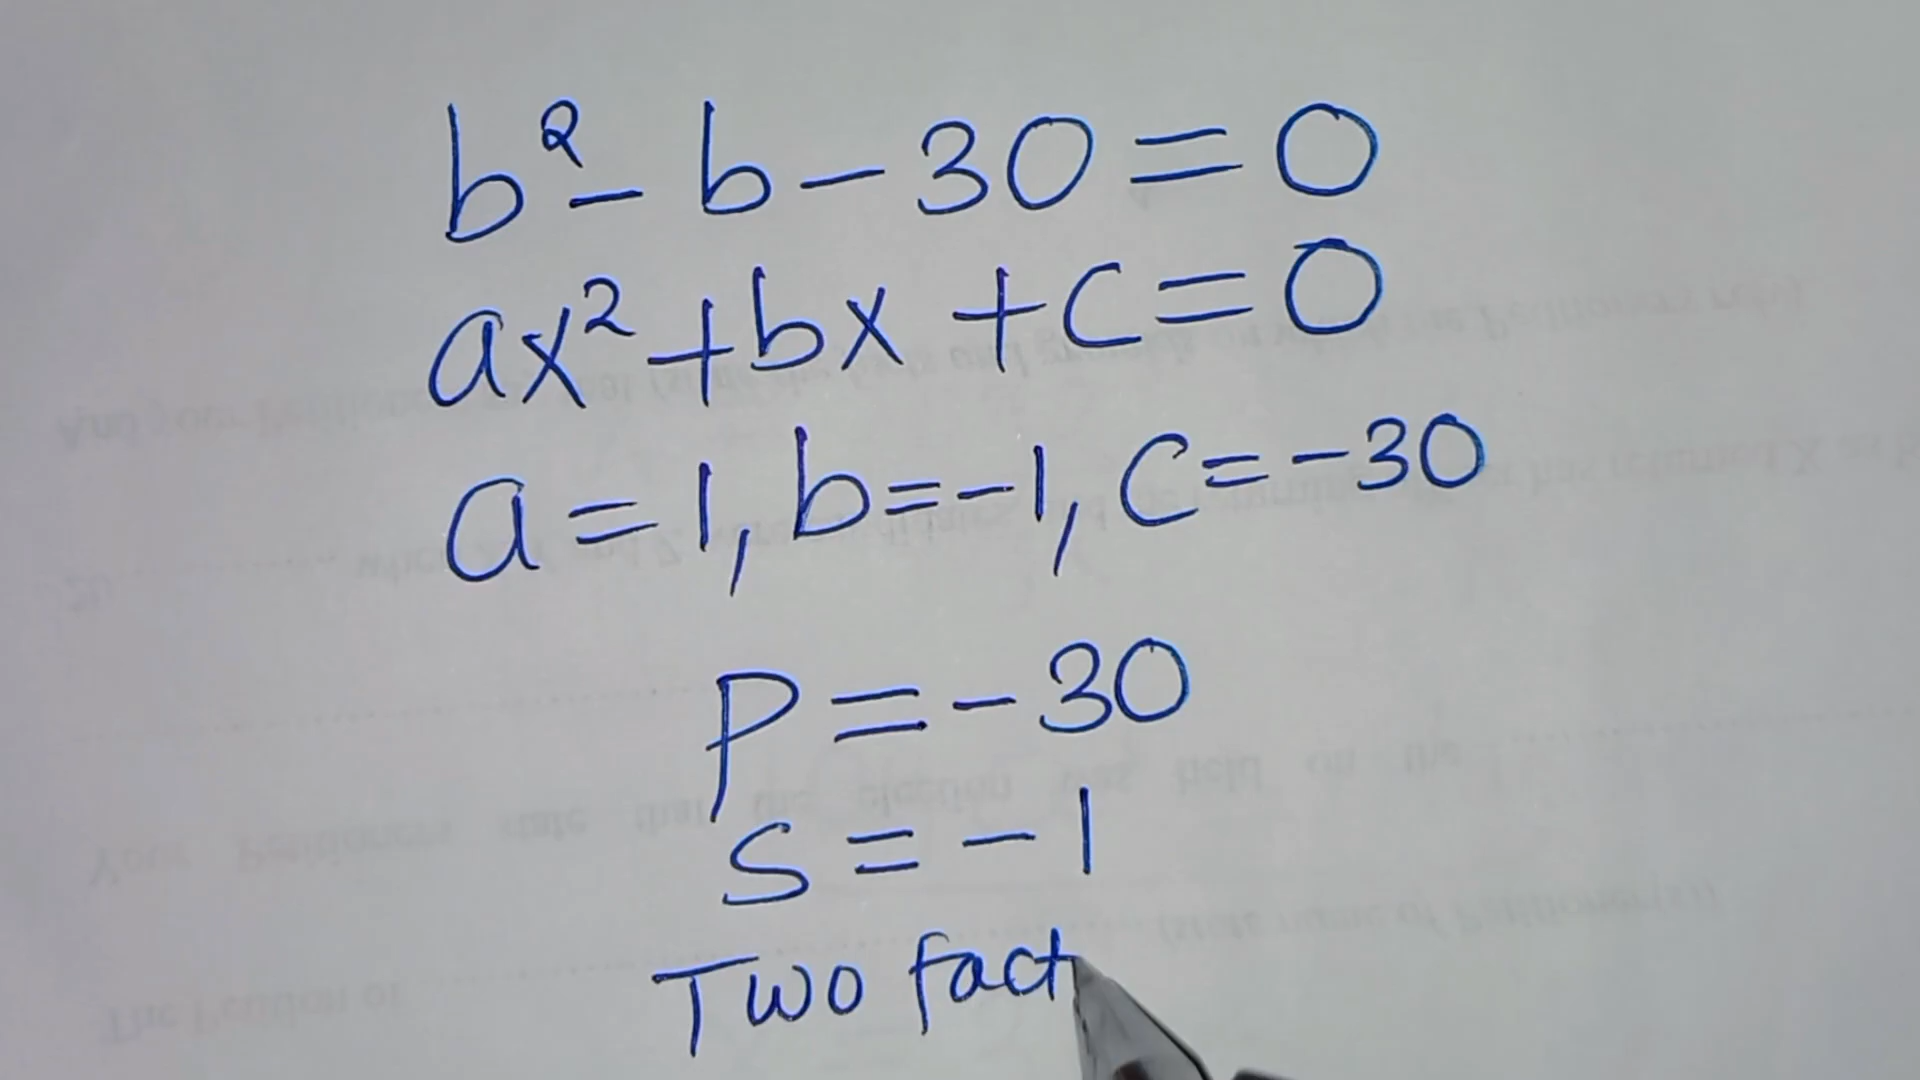 b² - b - 30 = 0
ax² + bx + c = 0
a = 1, b = -1, c = -30
P = -30
S = -1
Two fact